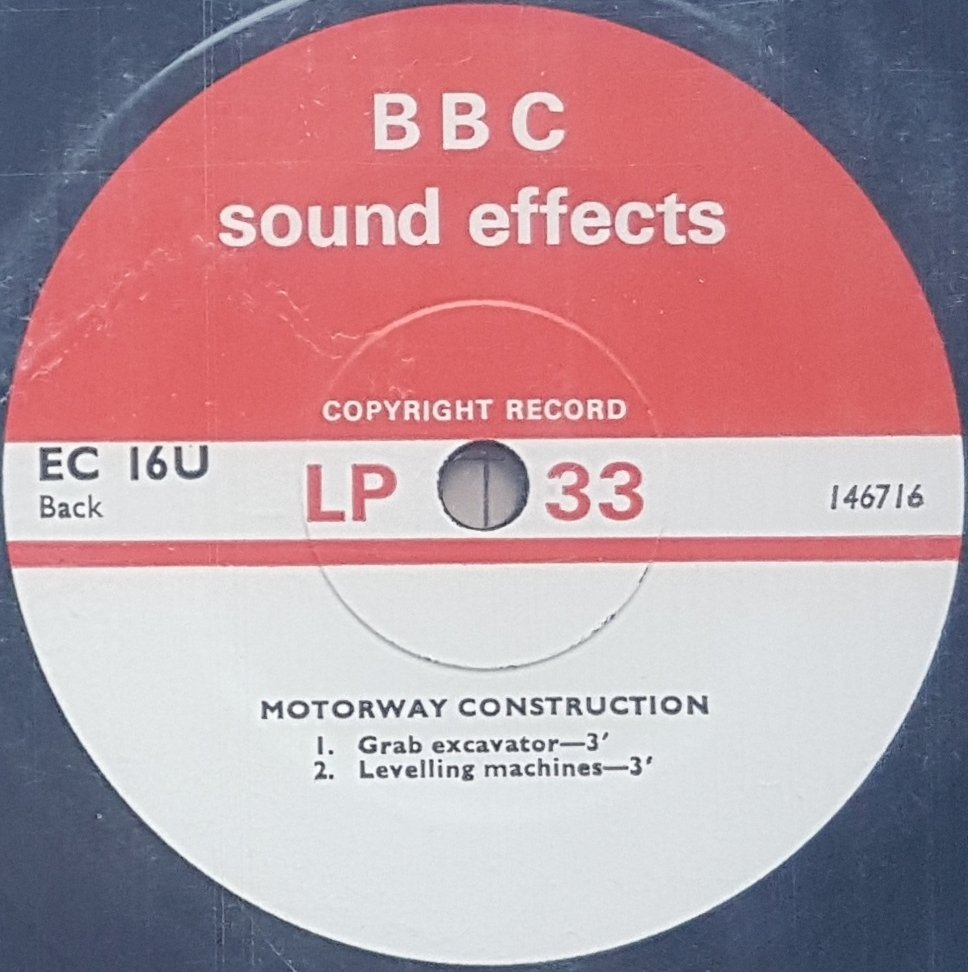 BBC
sound effects
COPYRIGHT RECORD
EC 16U
Back
LP 33
146716
MOTORWAY CONSTRUCTION
1. Grab excavator—3′
2. Levelling machines—3′